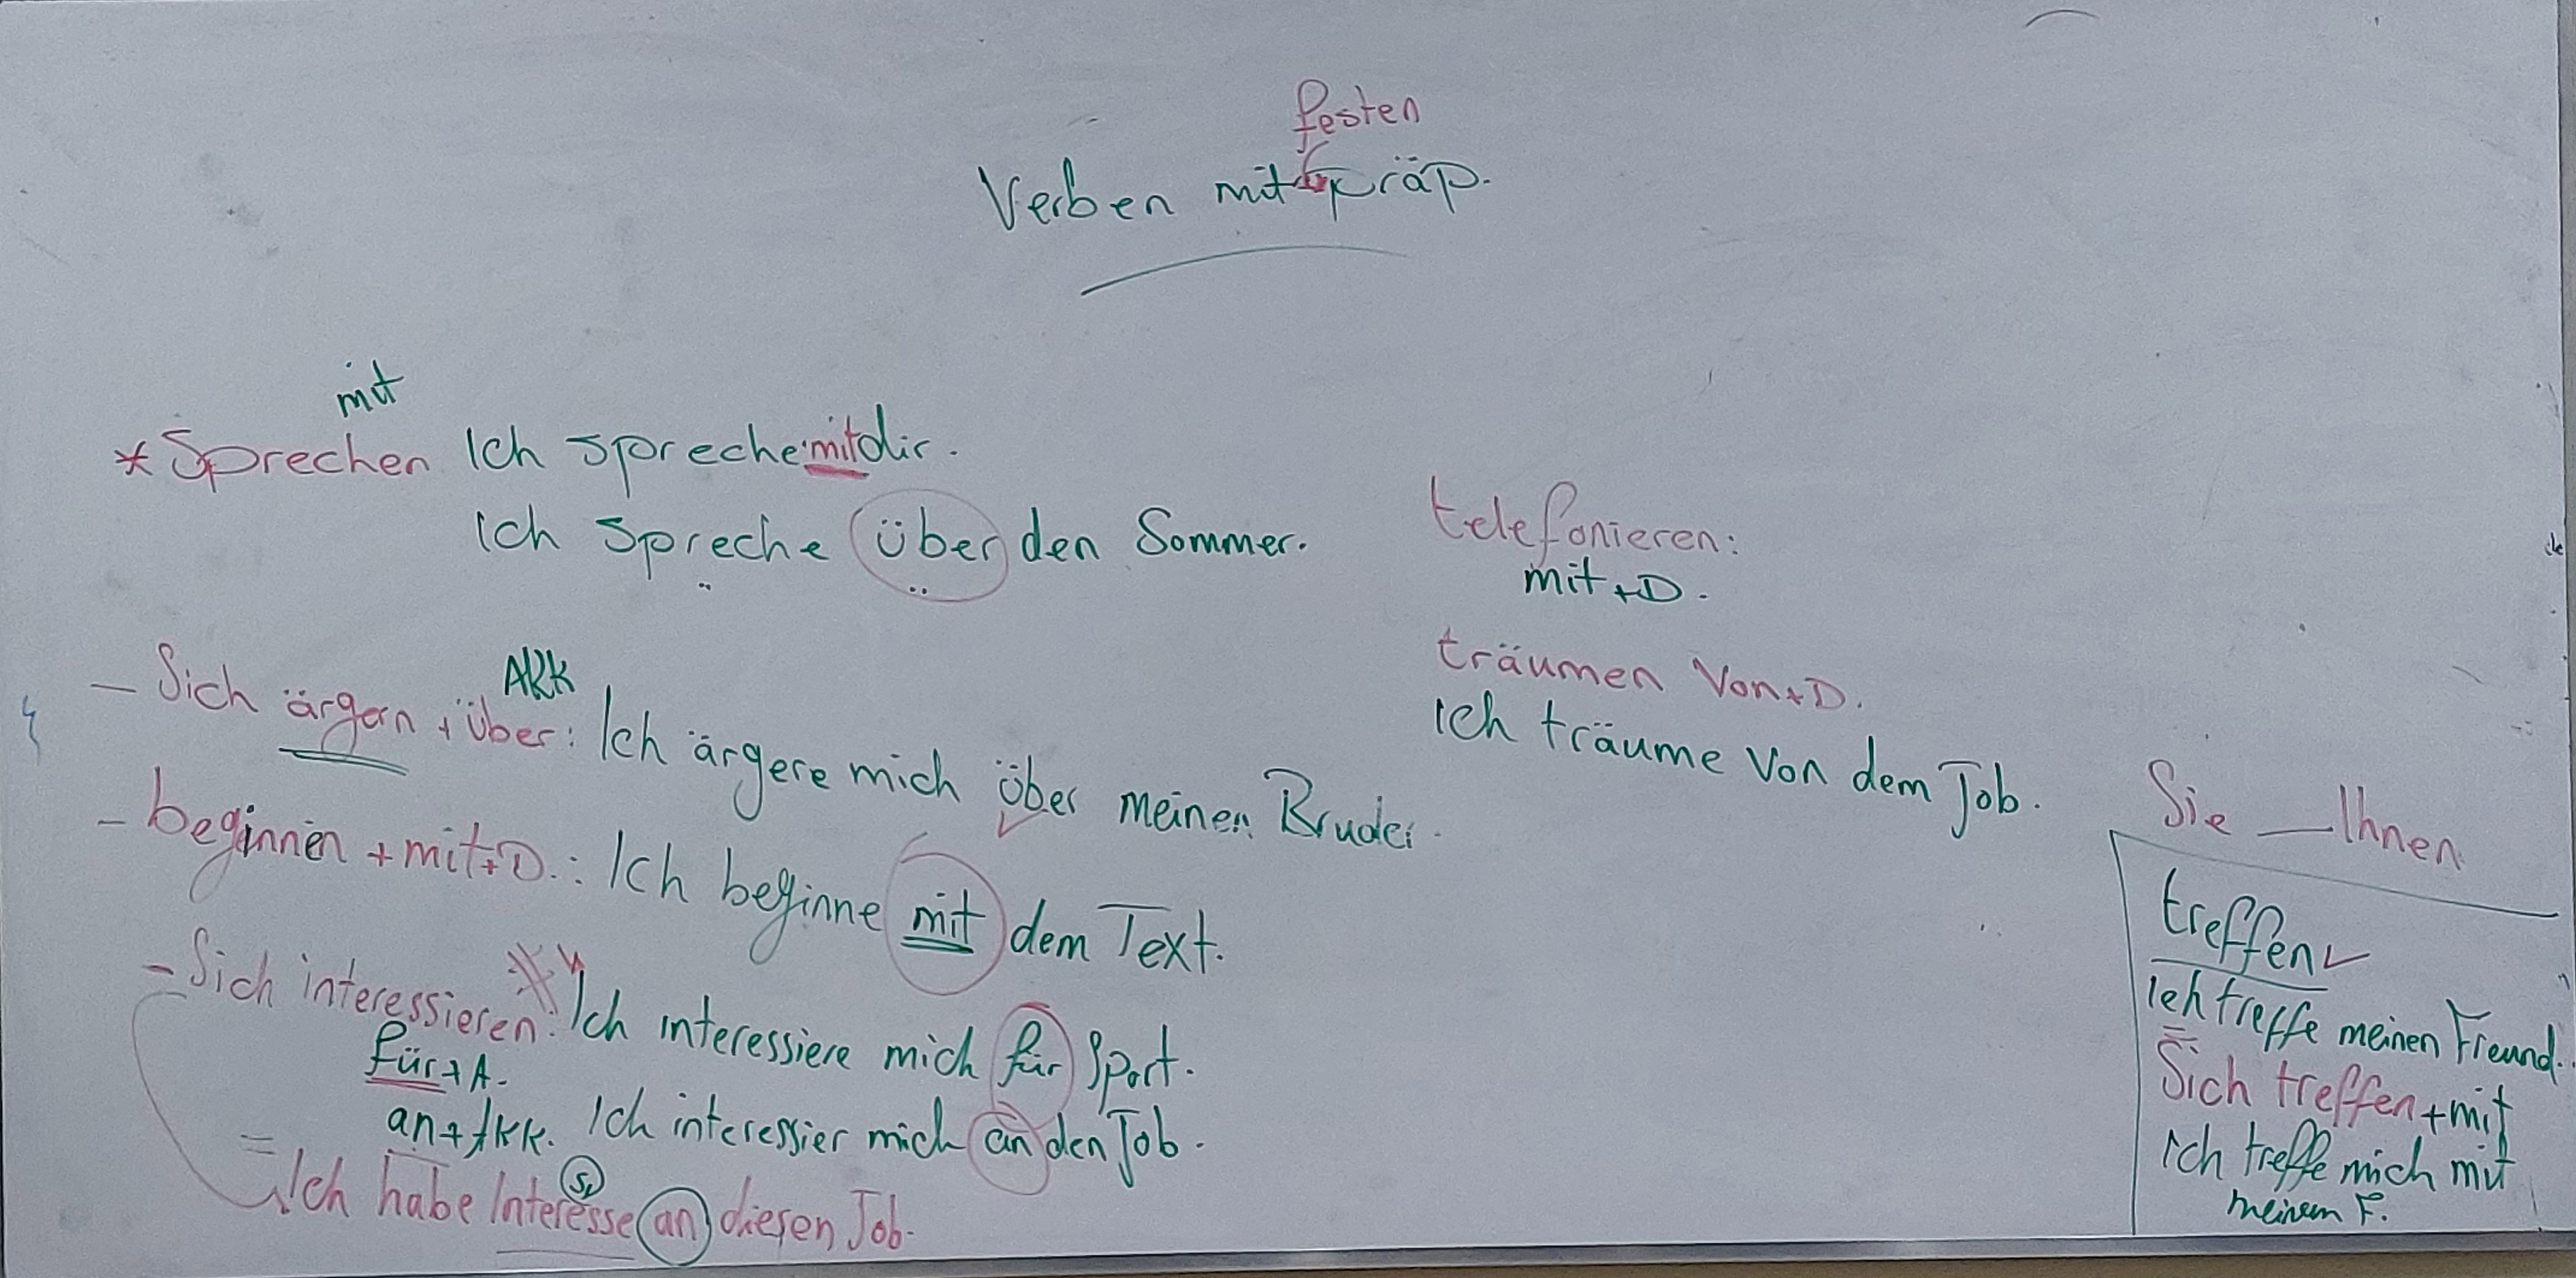 festen
Verben mit präp.
mit
* Sprechen Ich spreche mit dir.
Ich spreche über den Sommer.
telefonieren:
mit + D.
träumen Von + D.
Ich träume von dem Job.
AKK
- Sich ärgern + über: Ich ärgere mich über meinen Bruder.
- beginnen + mit + D.: Ich beginne mit dem Text.
- Sich interessieren: Ich interessiere mich für Sport.
für + A.
an + Akk. Ich interessier mich an den Job.
= Ich habe Interesse an diesen Job.
Sie — Ihnen
treffen
Ich treffe meinen Freund.
Sich treffen + mit
Ich treffe mich mit
meinem F.